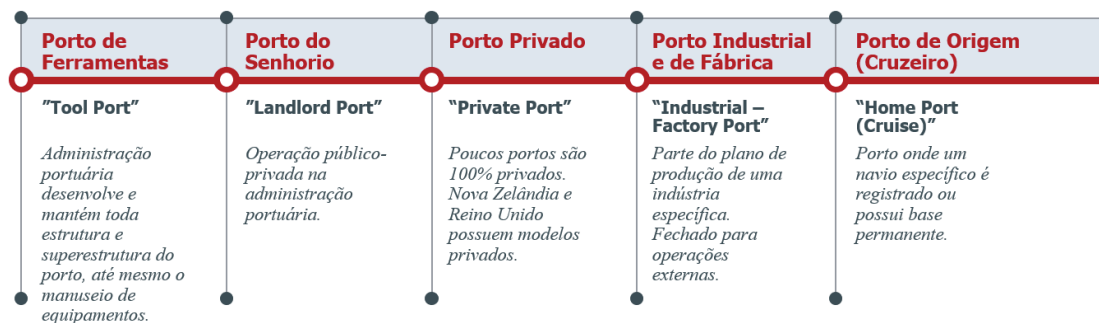 Porto de
Ferramentas
"Tool Port"
Administração
portuária
desenvolve e
mantém toda
estrutura e
superestrutura do
porto, até mesmo o
manuseio de
equipamentos.
Porto do
Senhorio
"Landlord Port"
Operação público-
privada na
administração
portuária.
Porto Privado
"Private Port"
Poucos portos são
100% privados.
Nova Zelândia e
Reino Unido
possuem modelos
privados.
Porto Industrial
e de Fábrica
"Industrial –
Factory Port"
Parte do plano de
produção de uma
indústria
específica.
Fechado para
operações
externas.
Porto de Origem
(Cruzeiro)
"Home Port
(Cruise)"
Porto onde um
navio específico é
registrado ou
possui base
permanente.